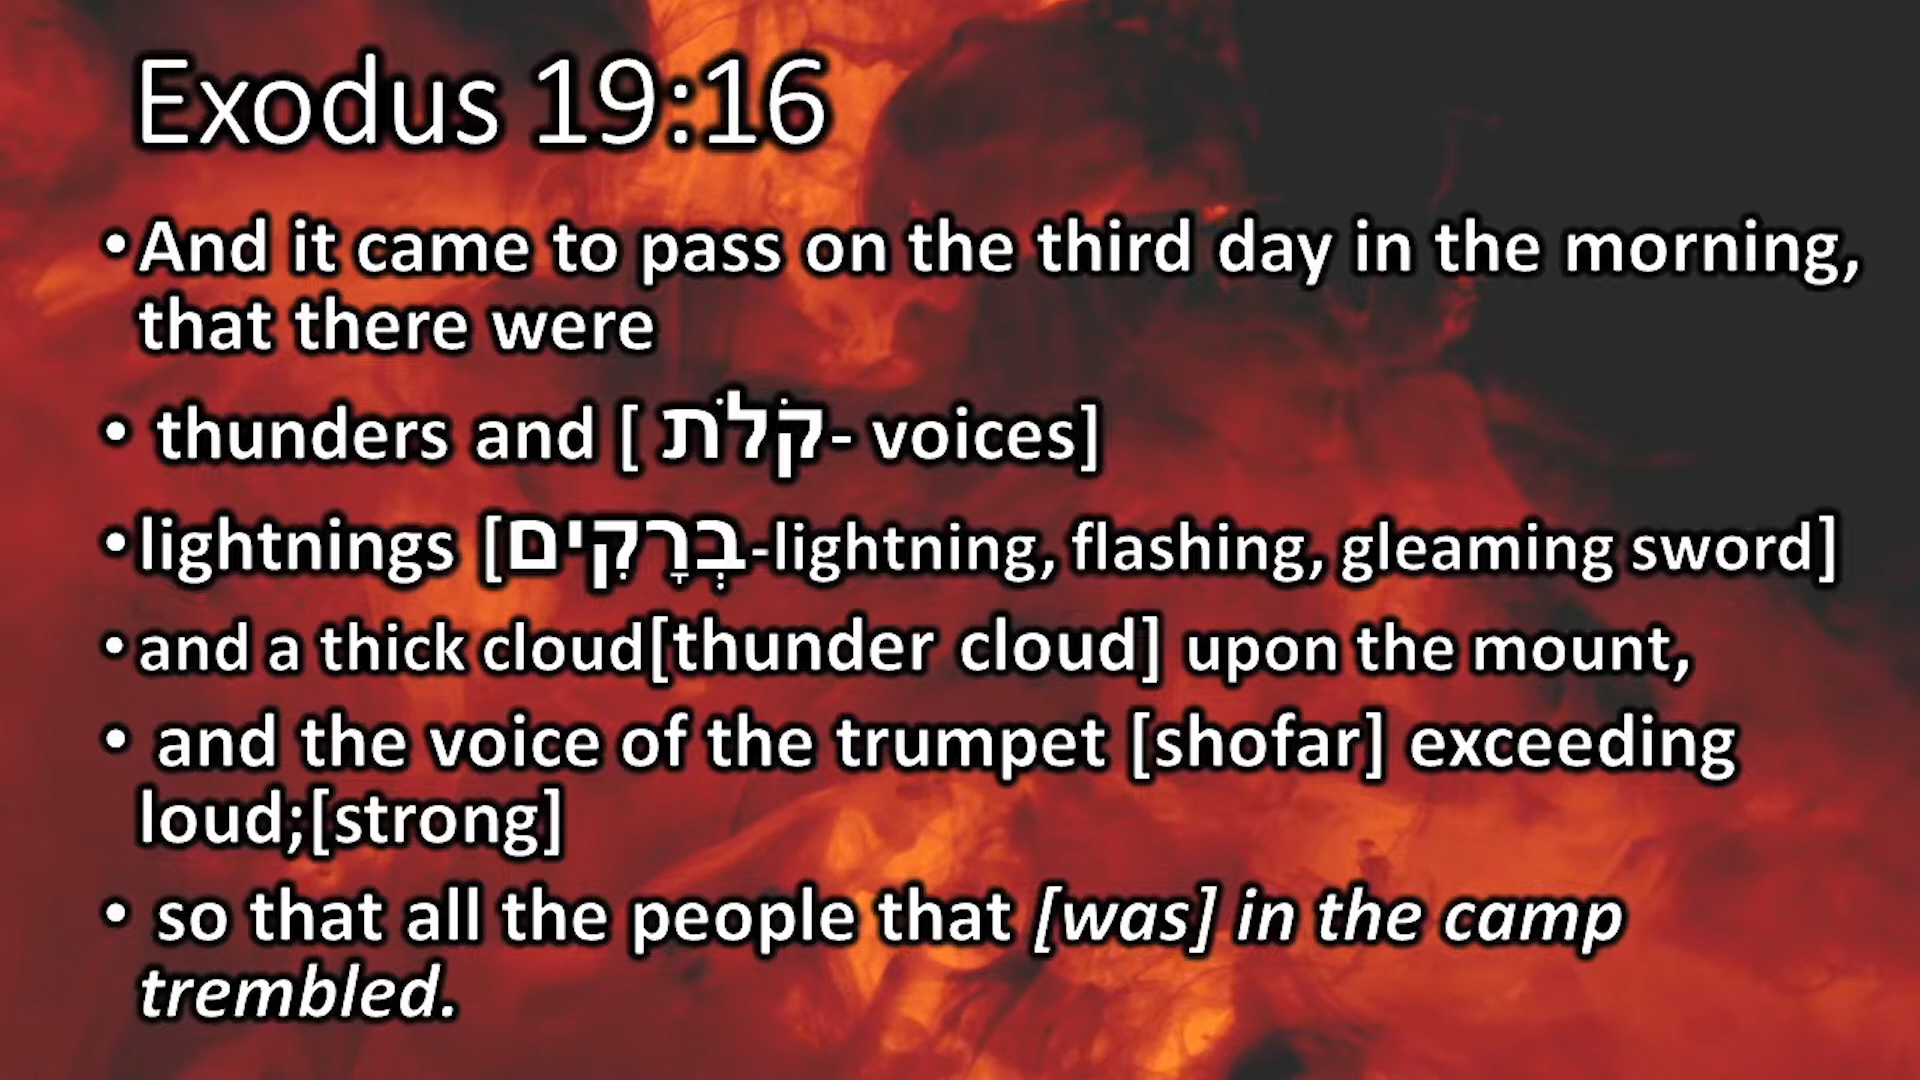 Exodus 19:16
•And it came to pass on the third day in the morning,
that there were
• thunders and [ קֹלֹת- voices]
•lightnings [בְּרָקִים-lightning, flashing, gleaming sword]
•and a thick cloud[thunder cloud] upon the mount,
• and the voice of the trumpet [shofar] exceeding
loud;[strong]
• so that all the people that [was] in the camp
trembled.